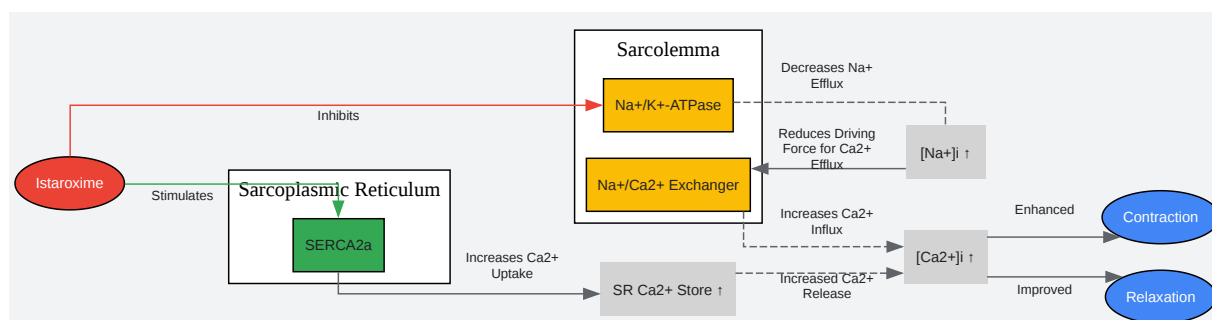 Sarcolemma
Decreases Na+
Efflux
Na+/K+-ATPase
Inhibits
Reduces Driving
Force for Ca2+
Efflux
[Na+]i ↑
Istaroxime
Stimulates
Sarcoplasmic Reticulum
Na+/Ca2+ Exchanger
SERCA2a
Increases Ca2+
Influx
Enhanced
Contraction
Increases Ca2+
Uptake
[Ca2+]i ↑
SR Ca2+ Store ↑
Increased Ca2+
Release
Improved
Relaxation